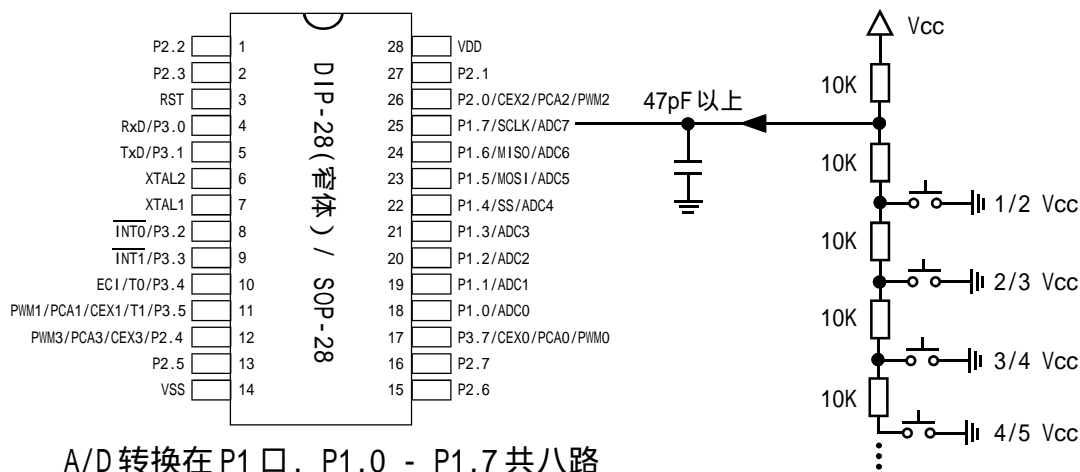 P2.2 1
P2.3 2
RST 3
RxD/P3.0 4
TxD/P3.1 5
XTAL2 6
XTAL1 7
INT0/P3.2 8
INT1/P3.3 9
ECI/T0/P3.4 10
PWM1/PCA1/CEX1/T1/P3.5 11
PWM3/PCA3/CEX3/P2.4 12
P2.5 13
VSS 14
DIP-28(窄体) / SOP-28
28 VDD
27 P2.1
26 P2.0/CEX2/PCA2/PWM2
25 P1.7/SCLK/ADC7
24 P1.6/MISO/ADC6
23 P1.5/MOSI/ADC5
22 P1.4/SS/ADC4
21 P1.3/ADC3
20 P1.2/ADC2
19 P1.1/ADC1
18 P1.0/ADC0
17 P3.7/CEX0/PCA0/PWM0
16 P2.7
15 P2.6
47pF以上
Vcc
10K
10K
1/2 Vcc
10K
2/3 Vcc
10K
3/4 Vcc
10K
4/5 Vcc
A/D转换在P1口, P1.0 - P1.7共八路